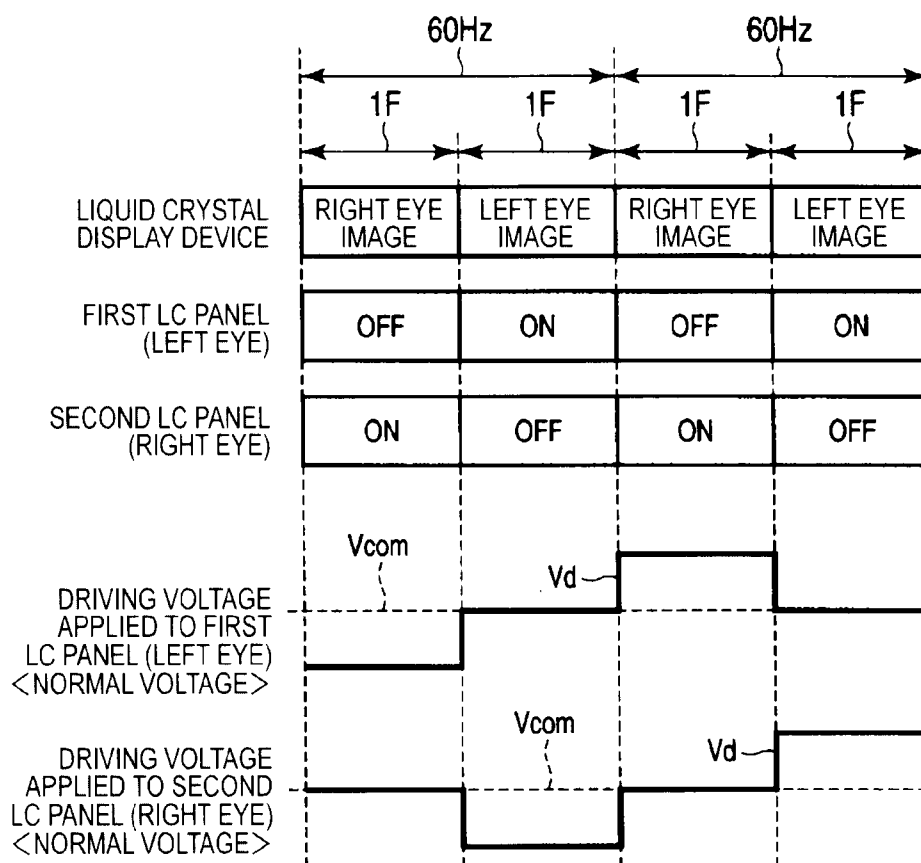 60Hz 60Hz
1F 1F 1F 1F
LIQUID CRYSTAL
DISPLAY DEVICE
RIGHT EYE
IMAGE
LEFT EYE
IMAGE
RIGHT EYE
IMAGE
LEFT EYE
IMAGE
FIRST LC PANEL
(LEFT EYE)
OFF ON OFF ON
SECOND LC PANEL
(RIGHT EYE)
ON OFF ON OFF
Vcom
Vd
DRIVING VOLTAGE
APPLIED TO FIRST
LC PANEL (LEFT EYE)
<NORMAL VOLTAGE>
Vcom
Vd
DRIVING VOLTAGE
APPLIED TO SECOND
LC PANEL (RIGHT EYE)
<NORMAL VOLTAGE>